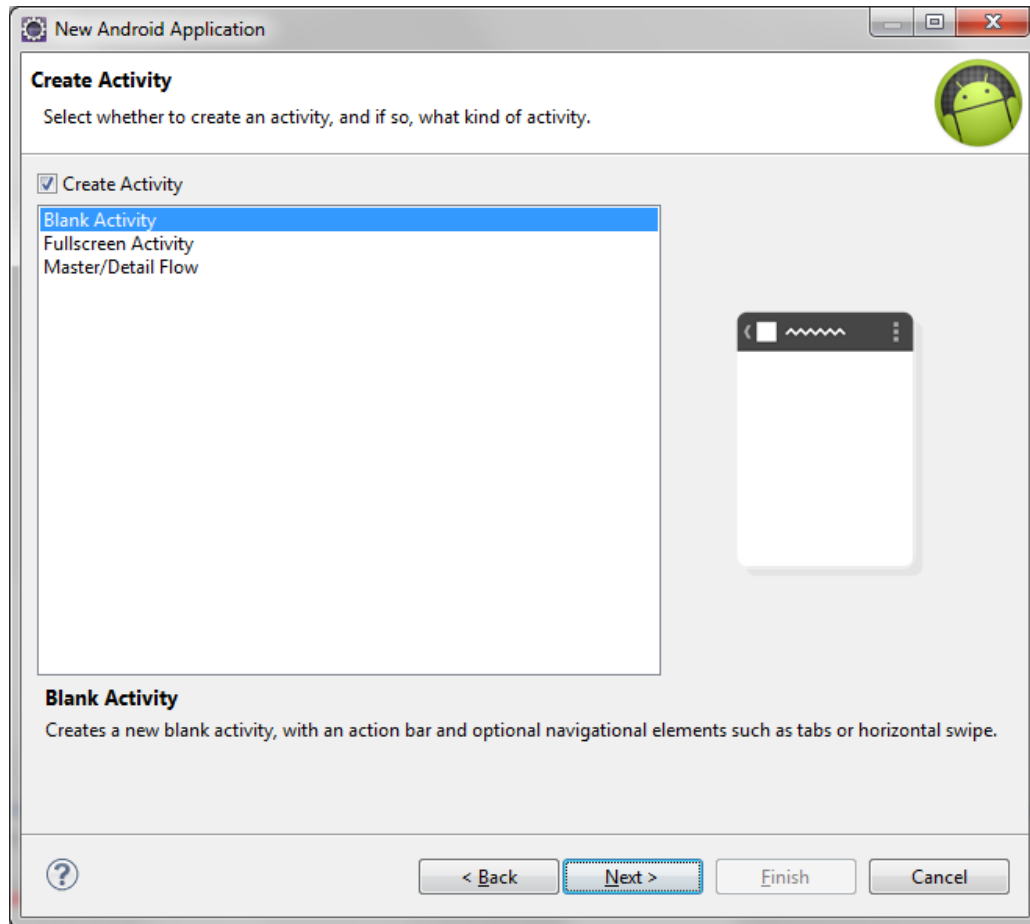 New Android Application
Create Activity
Select whether to create an activity, and if so, what kind of activity.
Create Activity
Blank Activity
Fullscreen Activity
Master/Detail Flow
Blank Activity
Creates a new blank activity, with an action bar and optional navigational elements such as tabs or horizontal swipe.
? < Back Next > Finish Cancel